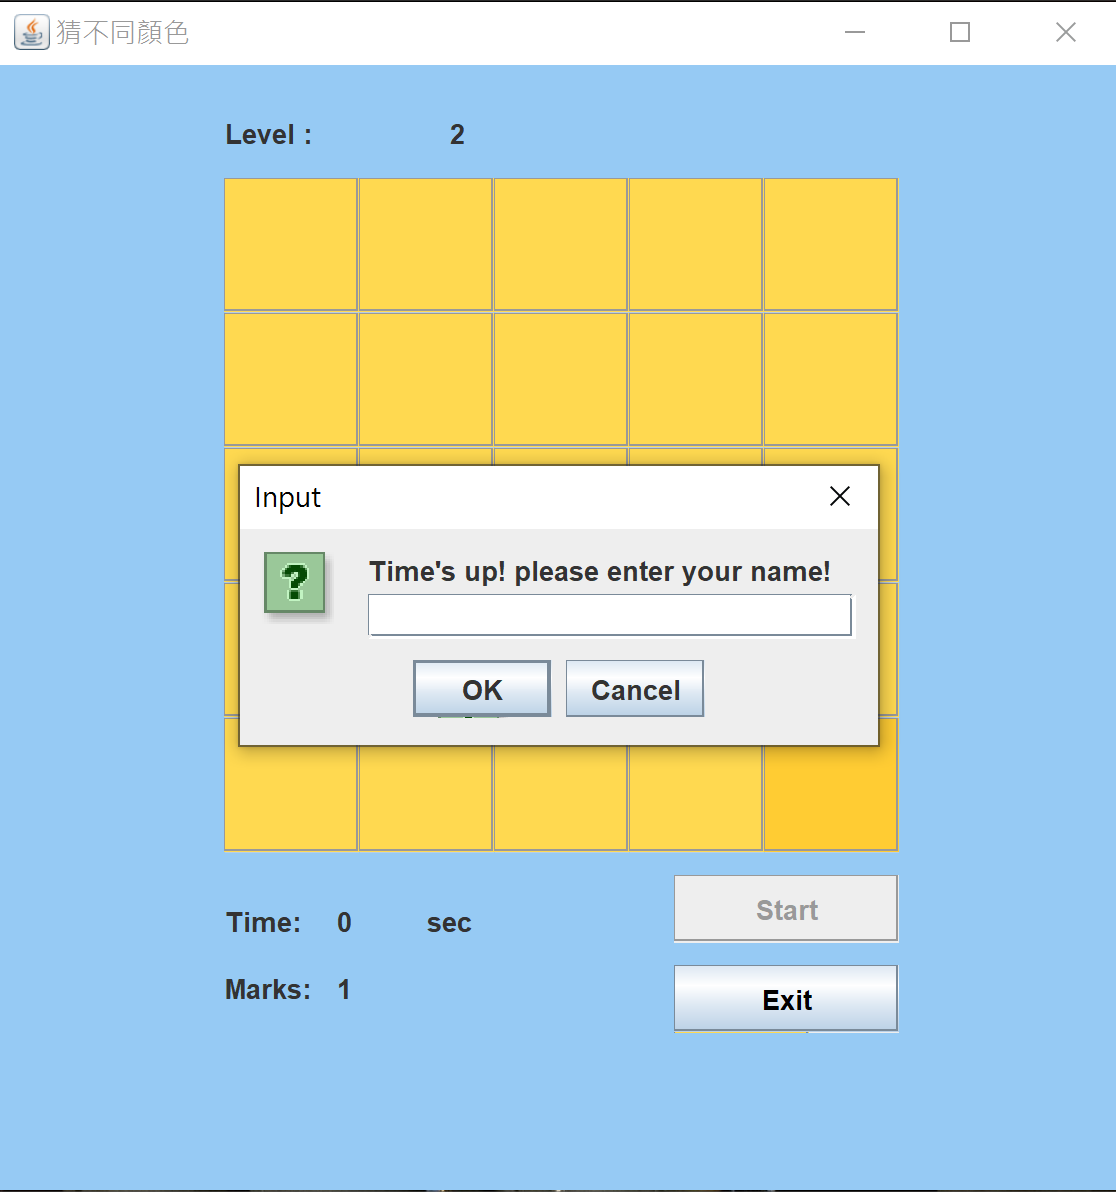 猜不同顏色
Level : 2
Input
Time's up! please enter your name!
OK Cancel
Time: 0 sec
Start
Marks: 1
Exit